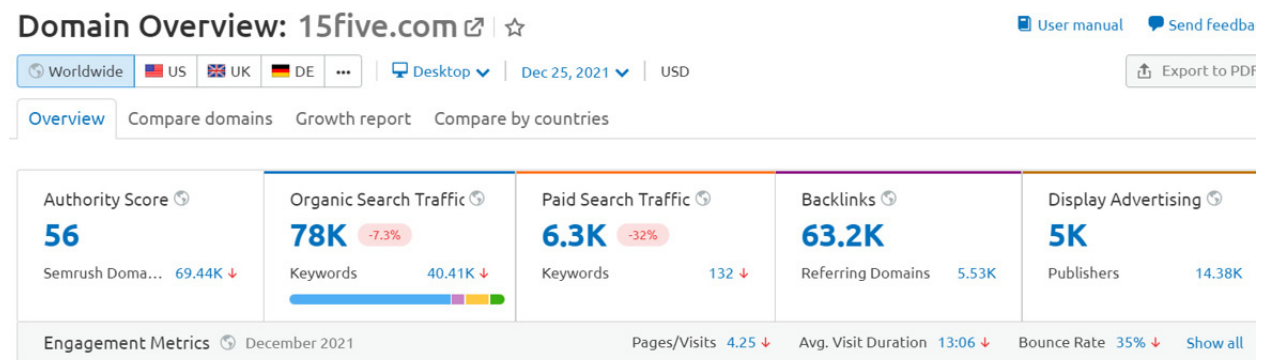 Domain Overview: 15five.com
User manual Send feedba
Worldwide US UK DE ... Desktop Dec 25, 2021 USD
Export to PDF
Overview Compare domains Growth report Compare by countries
Authority Score
56
Semrush Doma... 69.44K ↓
Organic Search Traffic
78K -7.3%
Keywords 40.41K ↓
Paid Search Traffic
6.3K -32%
Keywords 132 ↓
Backlinks
63.2K
Referring Domains 5.53K
Display Advertising
5K
Publishers 14.38K
Engagement Metrics December 2021 Pages/Visits 4.25 ↓ Avg. Visit Duration 13:06 ↓ Bounce Rate 35% ↓ Show all